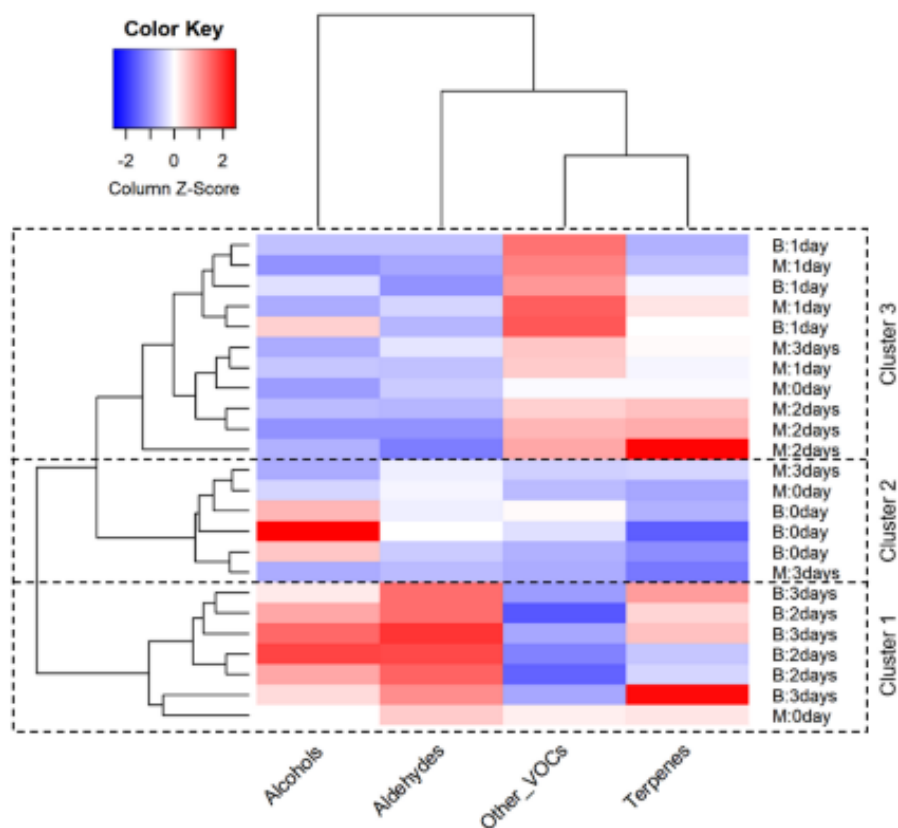 Color Key
-2 0 2
Column Z-Score
B:1day
M:1day
B:1day
M:1day
B:1day
M:3days
M:1day
M:0day
M:2days
M:2days
M:2days
Cluster 3
M:3days
M:0day
B:0day
B:0day
B:0day
M:3days
Cluster 2
B:3days
B:2days
B:3days
B:2days
B:2days
B:3days
M:0day
Cluster 1
Alcohols
Aldehydes
Other_VOCs
Terpenes